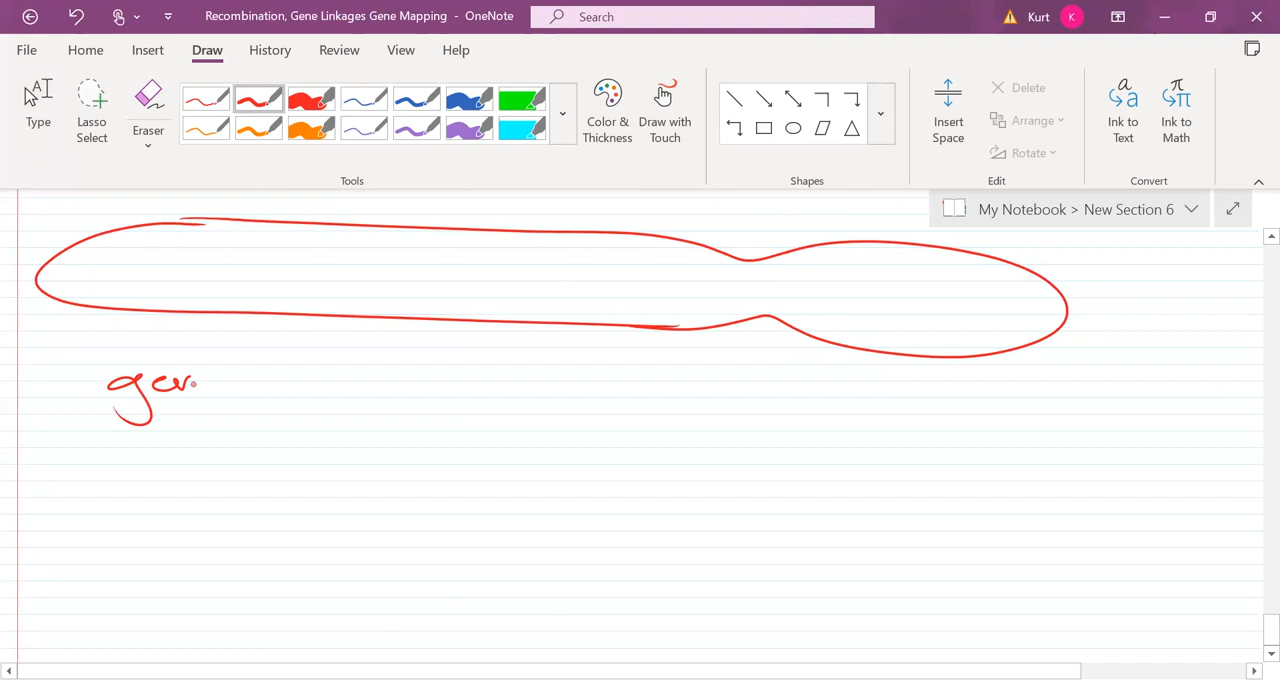 Recombination, Gene Linkages Gene Mapping - OneNote
Search
Kurt
K
File Home Insert Draw History Review View Help
Type
Lasso Select
Eraser
Color & Thickness
Draw with Touch
Insert Space
Delete
Arrange
Rotate
Ink to Text
Ink to Math
Tools
Shapes
Edit
Convert
My Notebook > New Section 6